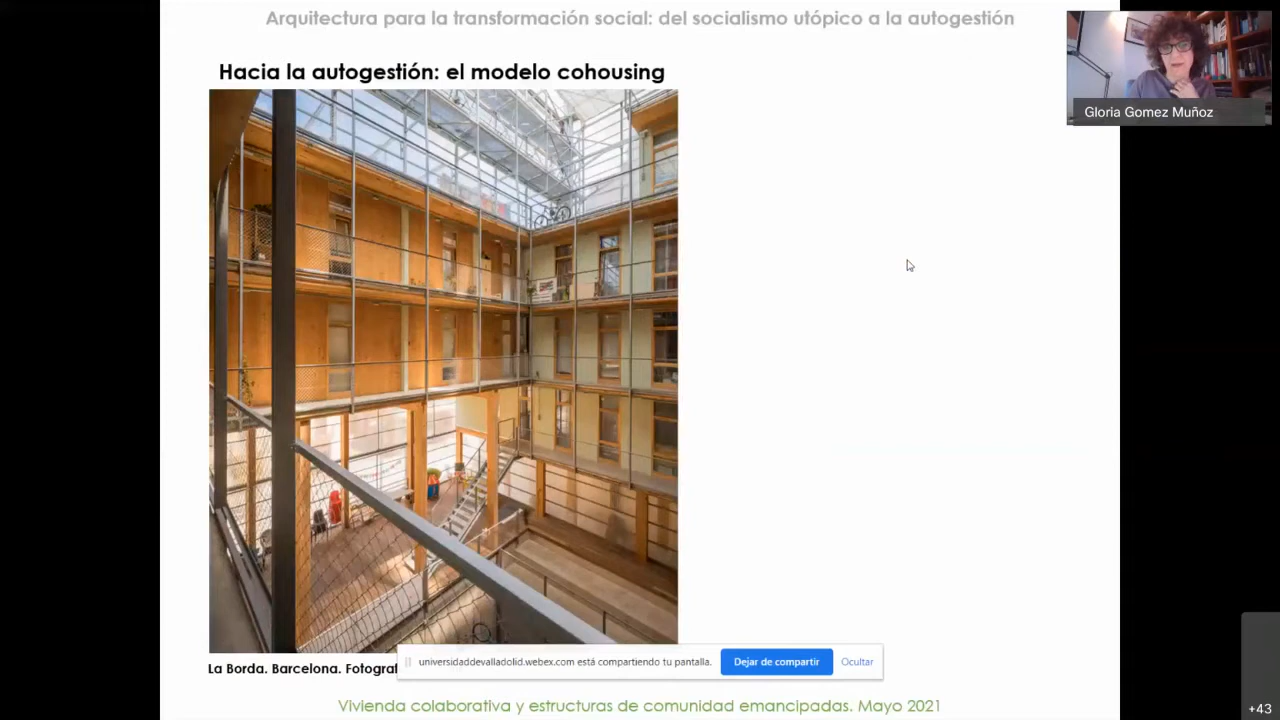 Arquitectura para la transformación social: del socialismo utópico a la autogestión
Gloria Gomez Muñoz
Hacia la autogestión: el modelo cohousing
La Borda. Barcelona. Fotograf
universidaddevalladolid.webex.com está compartiendo tu pantalla.
Dejar de compartir
Ocultar
Vivienda colaborativa y estructuras de comunidad emancipadas. Mayo 2021
+43